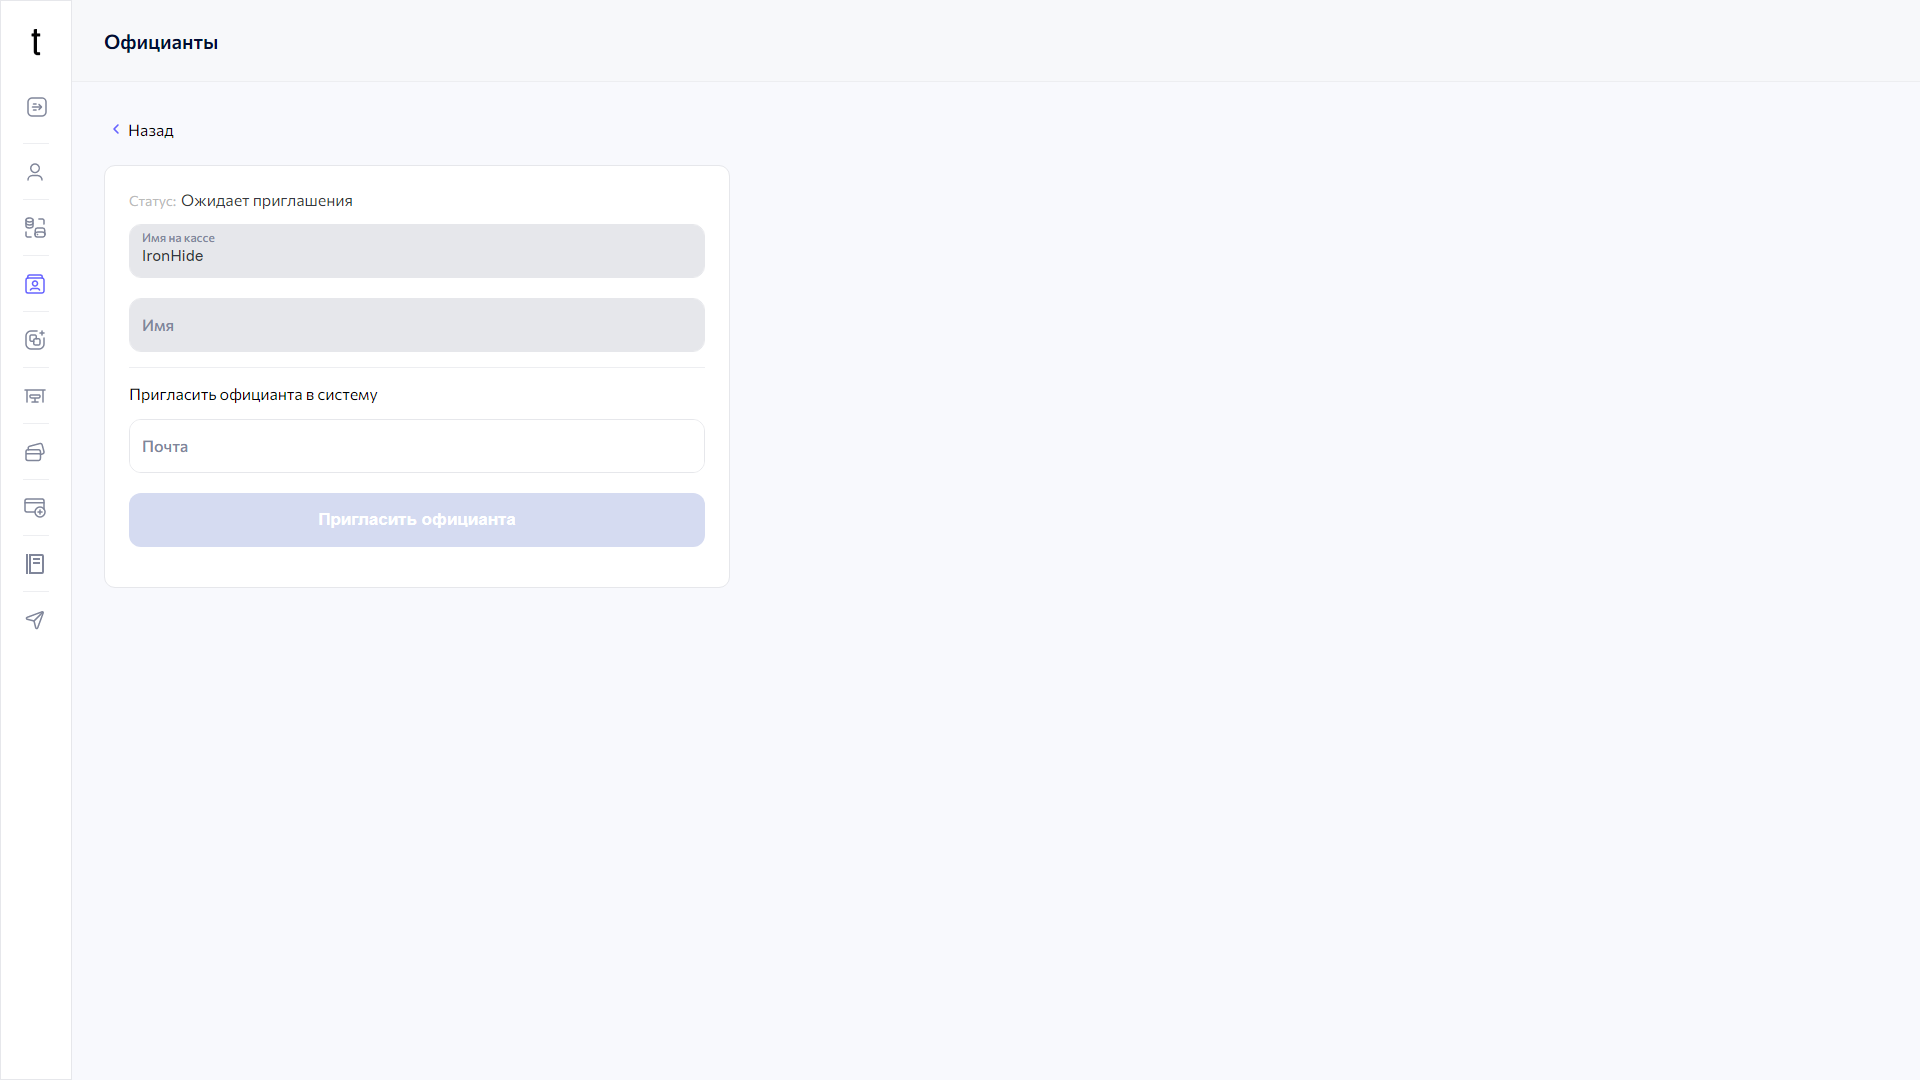 t
Официанты
Назад
Статус: Ожидает приглашения
Имя на кассе
IronHide
Имя
Пригласить официанта в систему
Почта
Пригласить официанта